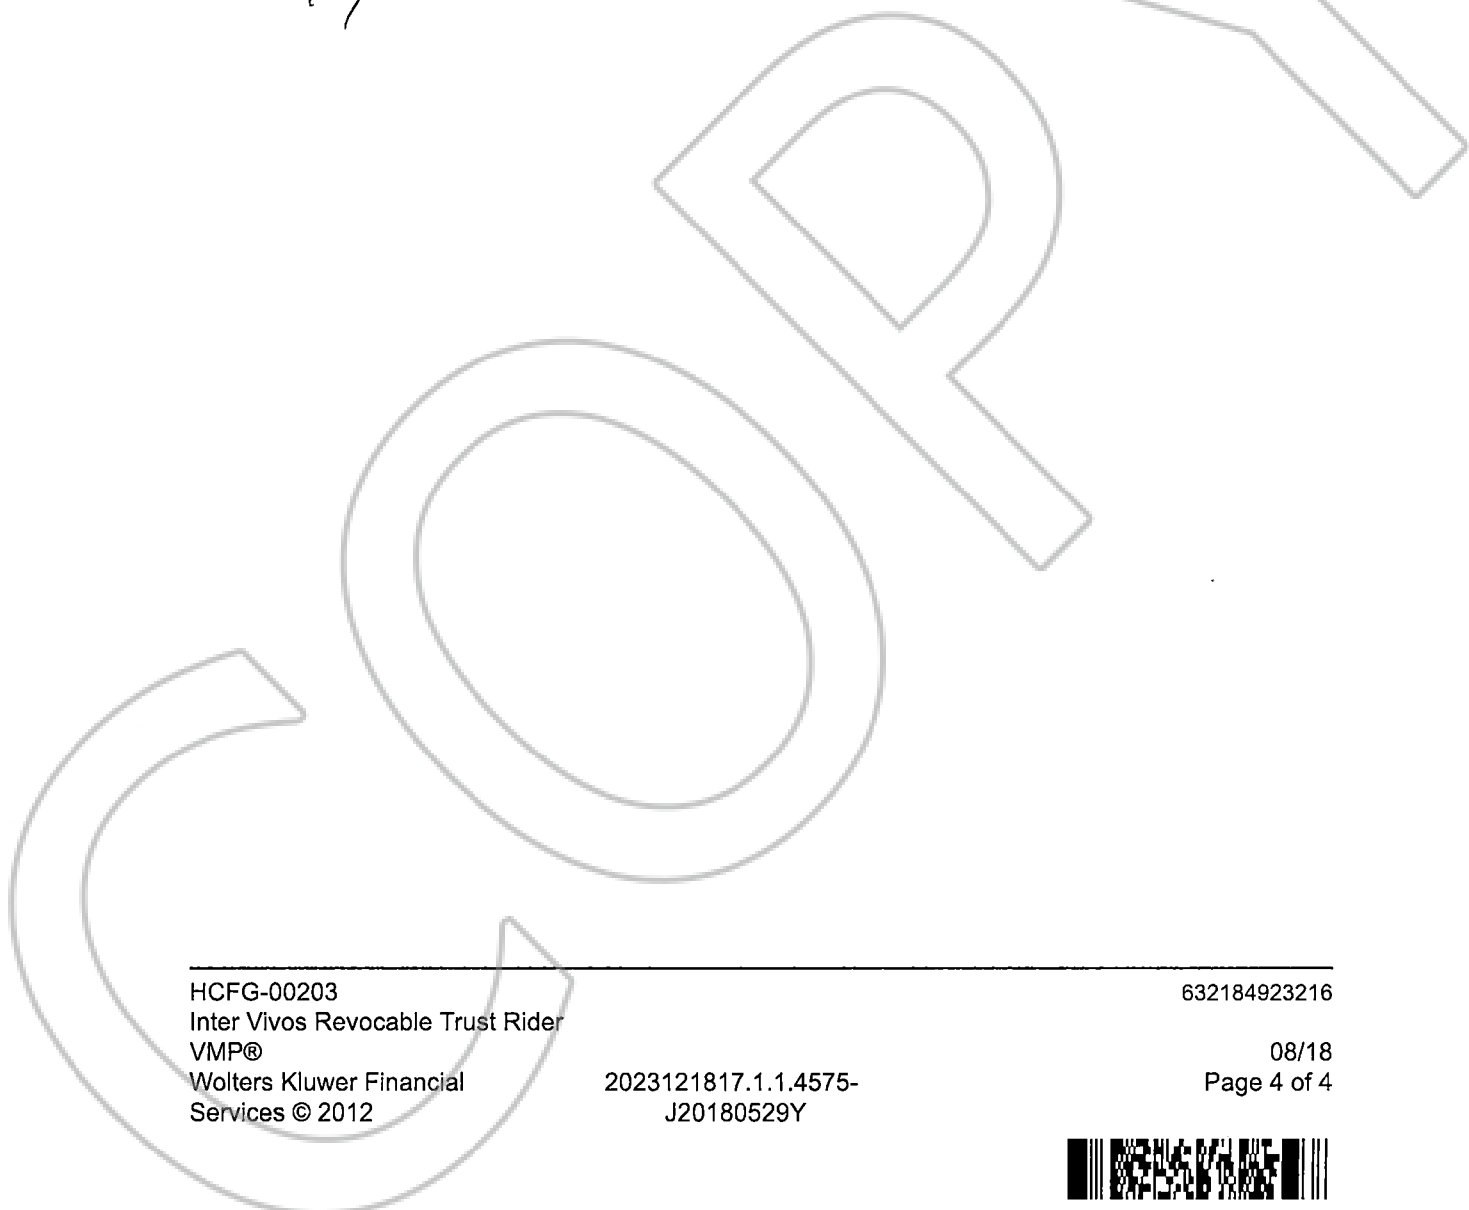 COPY
HCFG-00203 632184923216
Inter Vivos Revocable Trust Rider
VMP® 08/18
Wolters Kluwer Financial 2023121817.1.1.4575- Page 4 of 4
Services © 2012 J20180529Y